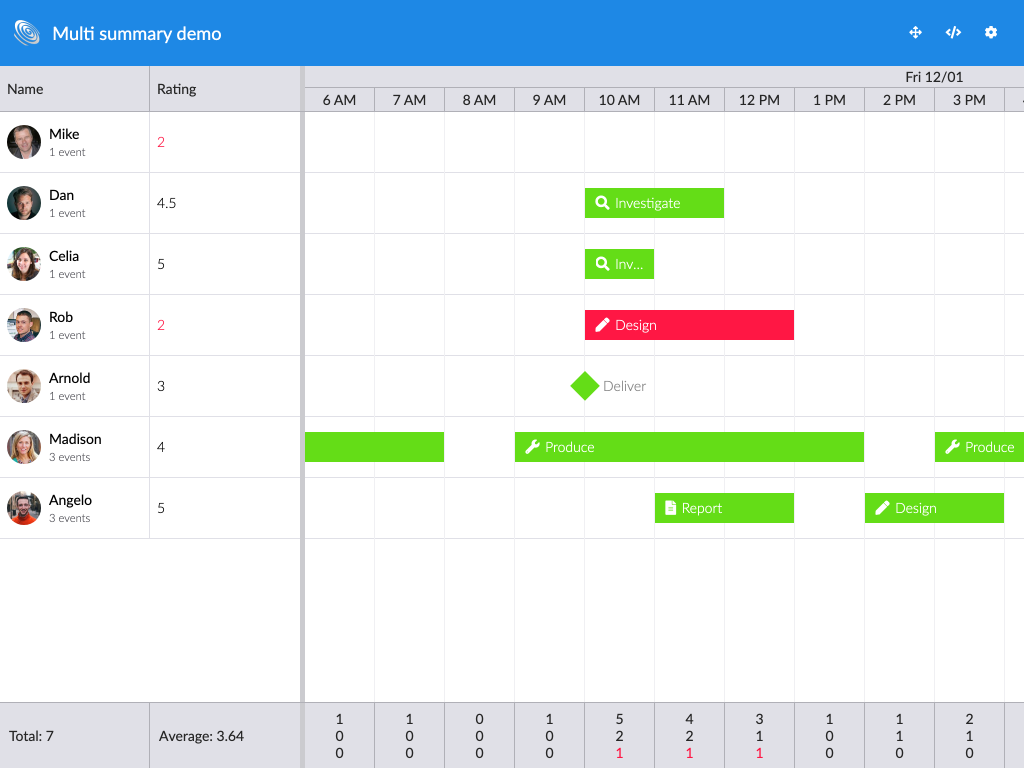 Multi summary demo
Name
Rating
Fri 12/01
6 AM 7 AM 8 AM 9 AM 10 AM 11 AM 12 PM 1 PM 2 PM 3 PM
Mike
1 event
2
Dan
1 event
4.5
Investigate
Celia
1 event
5
Inv...
Rob
1 event
2
Design
Arnold
1 event
3
Deliver
Madison
3 events
4
Produce
Produce
Angelo
3 events
5
Report
Design
Total: 7
Average: 3.64
1 1 0 1 5 4 3 1 1 2
0 0 0 0 2 2 1 0 1 1
0 0 0 0 1 1 1 0 0 0